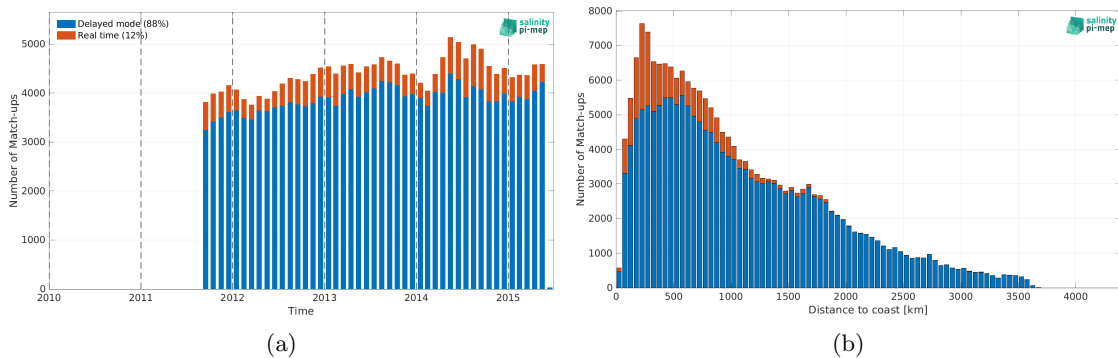 Delayed mode (88%)
Real time (12%)
salinity
pi-mep
Number of Match-ups
5000
4000
3000
2000
1000
0
2010
2011
2012
2013
2014
2015
Time
(a)
salinity
pi-mep
Number of Match-ups
8000
7000
6000
5000
4000
3000
2000
1000
0
0
500
1000
1500
2000
2500
3000
3500
4000
Distance to coast [km]
(b)